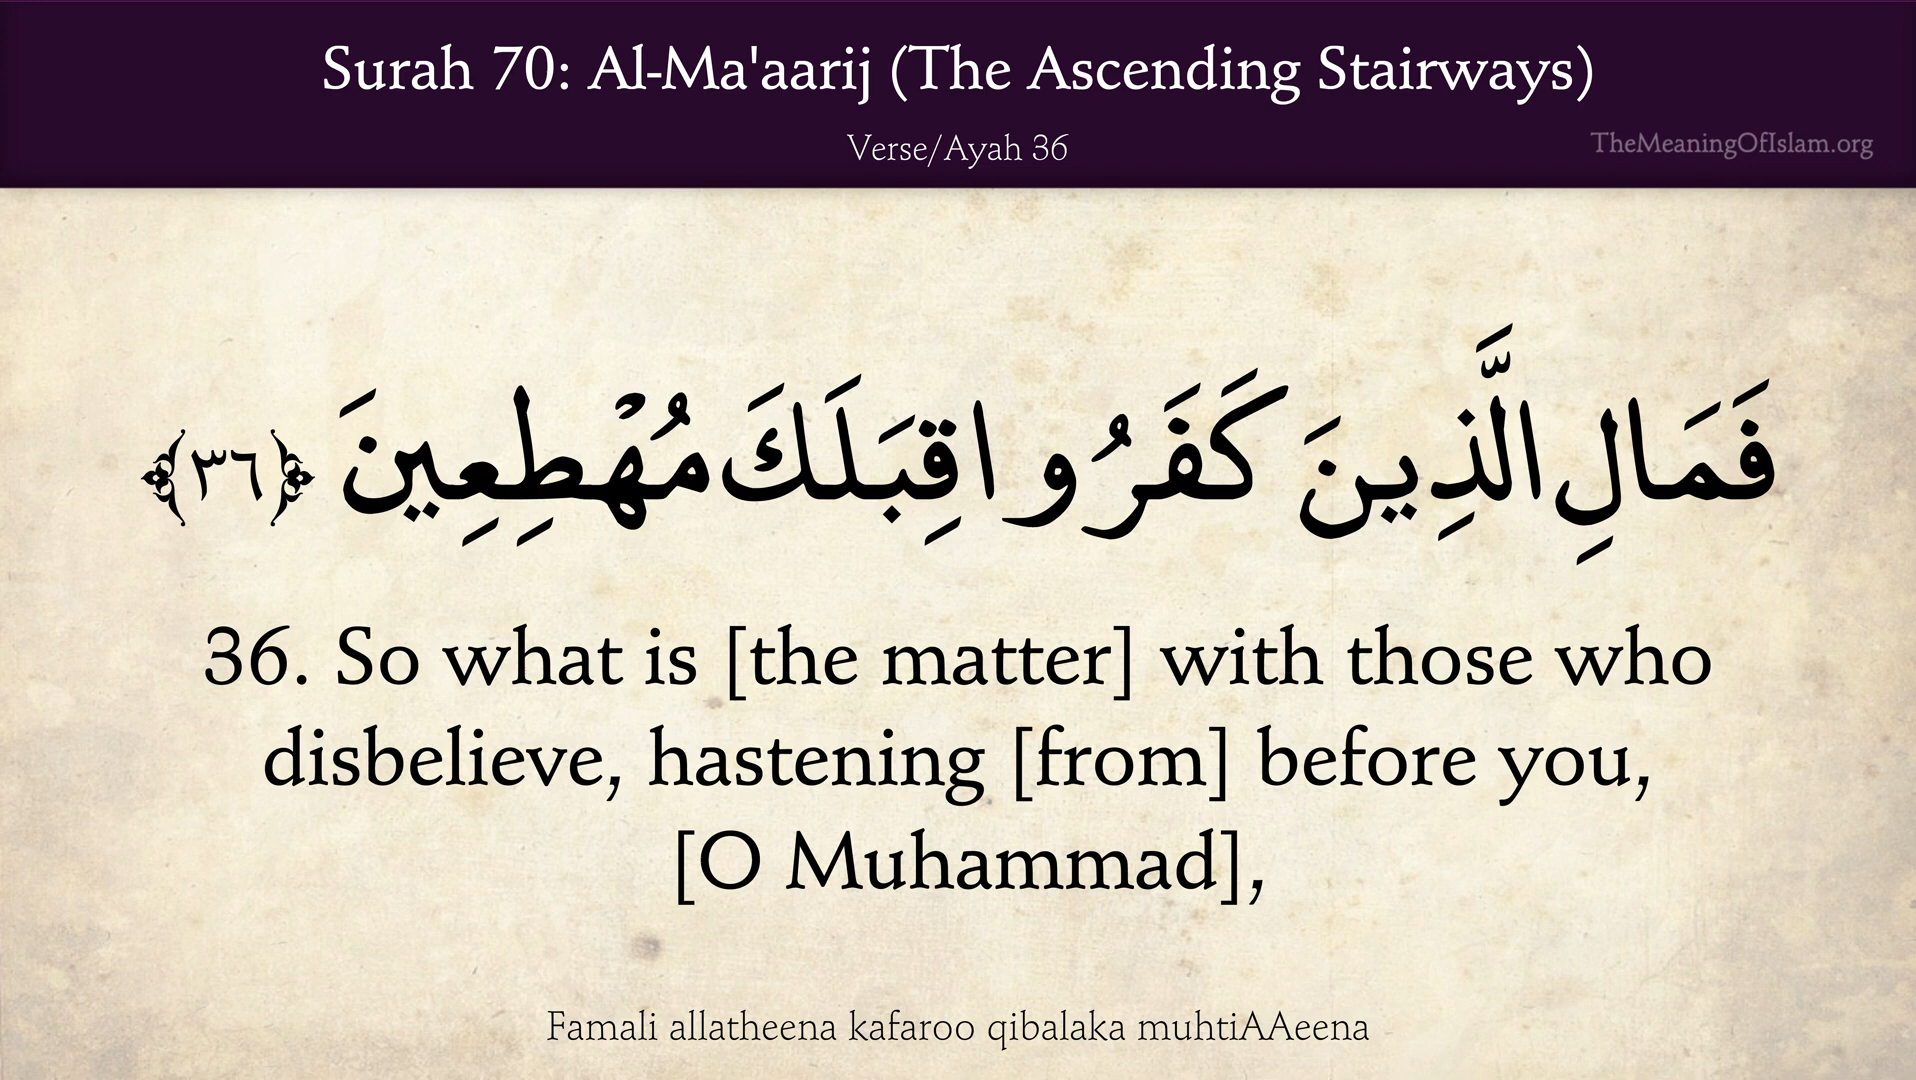 Surah 70: Al-Ma'aarij (The Ascending Stairways)
Verse/Ayah 36
TheMeaningOfIslam.org
فَمَالِ الَّذِينَ كَفَرُوا قِبَلَكَ مُهْطِعِينَ ﴿٣٦﴾
36. So what is [the matter] with those who
disbelieve, hastening [from] before you,
[O Muhammad],
Famali allatheena kafaroo qibalaka muhtiAAeena